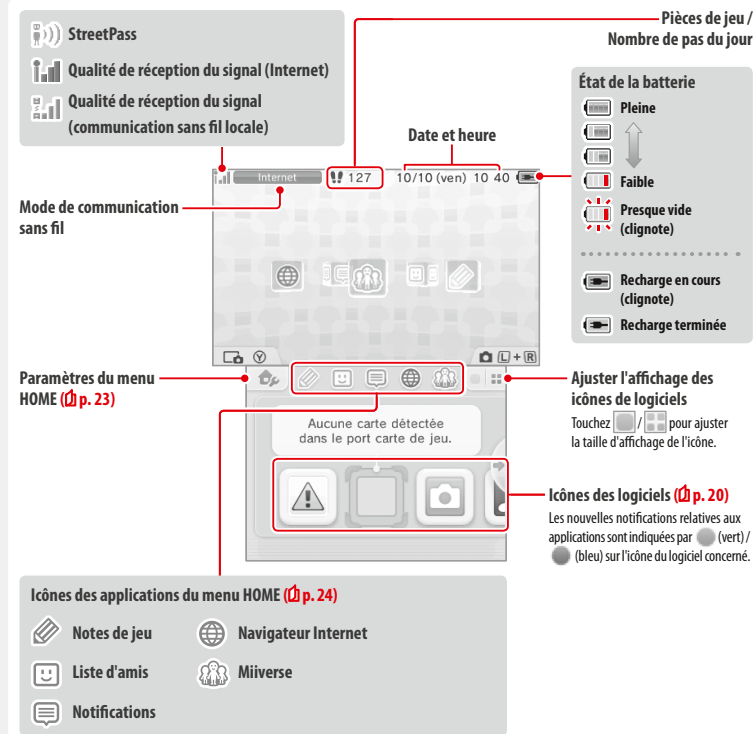 StreetPass
Qualité de réception du signal (Internet)
Qualité de réception du signal
(communication sans fil locale)
Pièces de jeu /
Nombre de pas du jour
Date et heure
État de la batterie
Pleine
Faible
Presque vide
(clignote)
Recharge en cours
(clignote)
Recharge terminée
Mode de communication
sans fil
Internet
127
10/10 (ven) 10 40
Y
L + R
Paramètres du menu
HOME (p. 23)
Aucune carte détectée
dans le port carte de jeu.
Ajuster l'affichage des
icônes de logiciels
Touchez / pour ajuster
la taille d'affichage de l'icône.
Icônes des logiciels (p. 20)
Les nouvelles notifications relatives aux
applications sont indiquées par (vert) /
(bleu) sur l'icône du logiciel concerné.
Icônes des applications du menu HOME (p. 24)
Notes de jeu
Navigateur Internet
Liste d'amis
Miiverse
Notifications